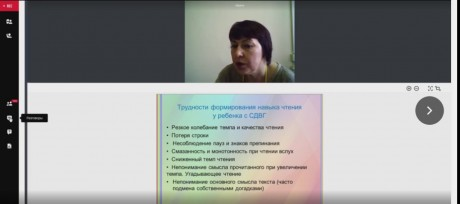 Трудности формирования навыка чтения
у ребенка с СДВГ
• Резкое колебание темпа и качества чтения
• Потеря строки
• Несоблюдение пауз и знаков препинания
• Смазанность и монотонность при чтении вслух
• Сниженный темп чтения
• Непонимание смысла прочитанного при увеличении
темпа. Угадывающее чтение
• Непонимание основного смысла текста (часто
подмена собственными догадками)